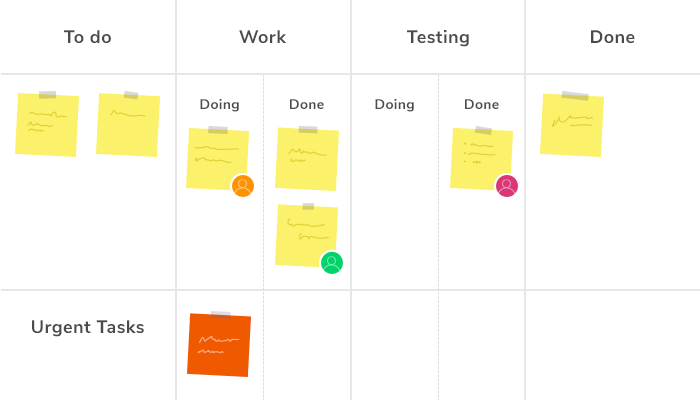 To do
Work
Testing
Done
Doing
Done
Doing
Done
Urgent Tasks